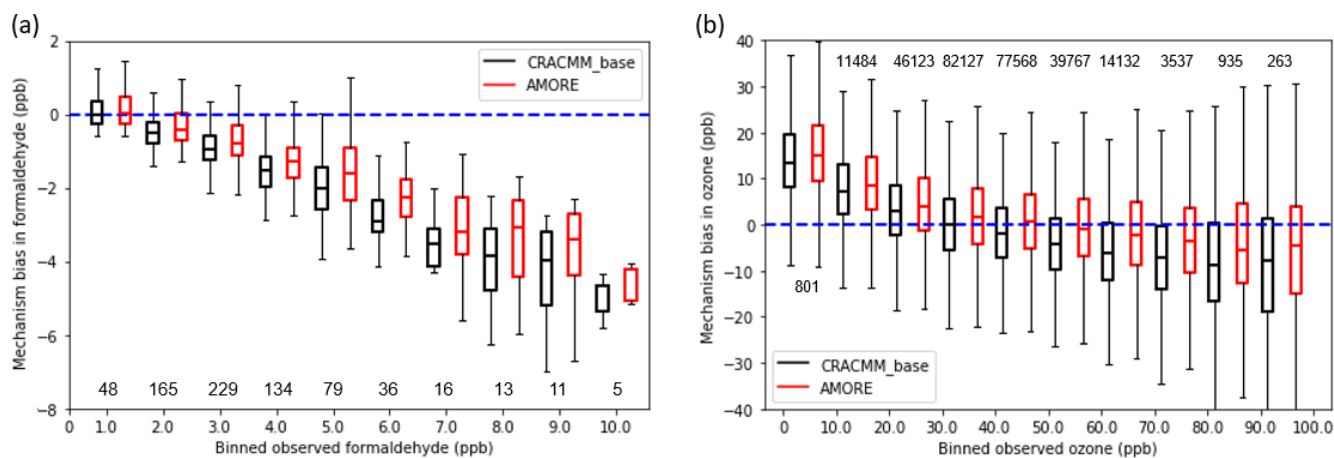 (a)
Mechanism bias in formaldehyde (ppb)
2
0
−2
−4
−6
−8
CRACMM_base
AMORE
48 165 229 134 79 36 16 13 11 5
0 1.0 2.0 3.0 4.0 5.0 6.0 7.0 8.0 9.0 10.0
Binned observed formaldehyde (ppb)
(b)
Mechanism bias in ozone (ppb)
40
30
20
10
0
−10
−20
−30
−40
11484 46123 82127 77568 39767 14132 3537 935 263
801
CRACMM_base
AMORE
0 10.0 20.0 30.0 40.0 50.0 60.0 70.0 80.0 90.0 100.0
Binned observed ozone (ppb)